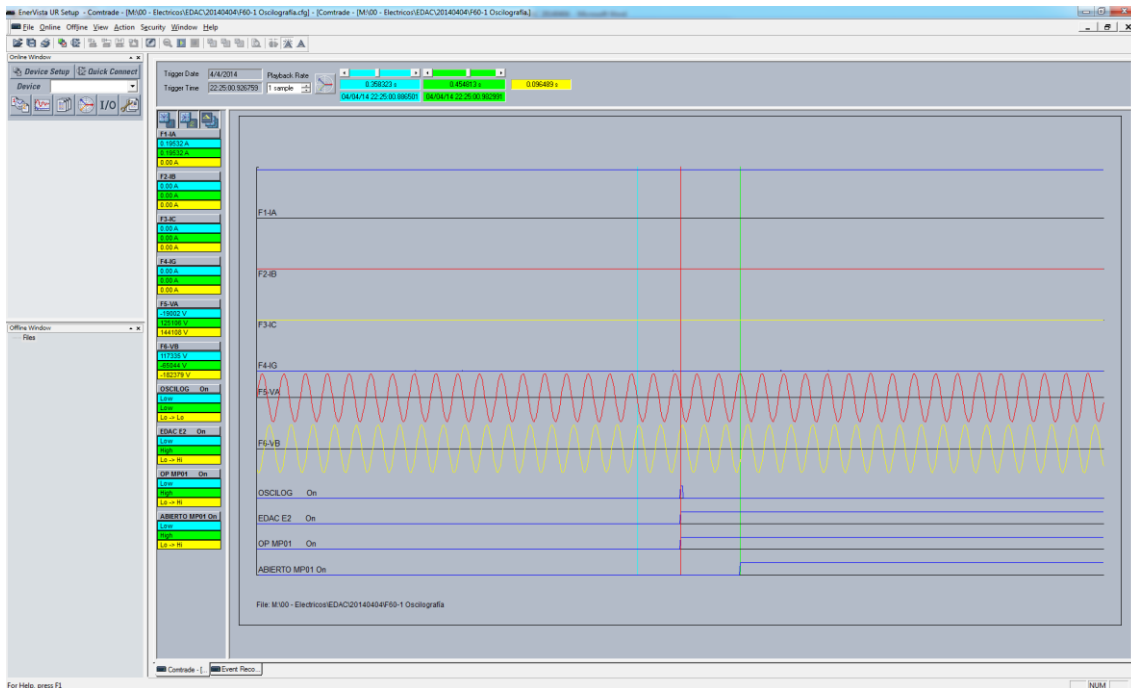 EnerVista UR Setup - Comtrade - [M:\00 - Electricos\EDAC\20140404\F60-1 Oscilografía.cfg] - [Comtrade - [M:\00 - Electricos\EDAC\20140404\F60-1 Oscilografía.]
File Online Offline View Action Security Window Help
Online Window
Device Setup Quick Connect
Device
I/O
Trigger Date 4/4/2014 Playback Rate
Trigger Time 22:25:00.926759 1 sample
0.358323 s 0.454813 s 0.096489 s
04/04/14 22:25:00.886501 04/04/14 22:25:00.982991
F1-IA
0.19532 A
0.19532 A
0.00 A
F2-IB
0.00 A
0.00 A
0.00 A
F3-IC
0.00 A
0.00 A
0.00 A
F4-IG
0.00 A
0.00 A
0.00 A
F5-VA
-19002 V
125106 V
144108 V
F6-VB
117335 V
-65044 V
-182379 V
OSCILOG On
Low
Low
Lo -> Lo
EDAC E2 On
Low
High
Lo -> Hi
OP MP01 On
Low
High
Lo -> Hi
ABIERTO MP01 On
Low
High
Lo -> Hi
F1-IA
F2-IB
F3-IC
F4-IG
F5-VA
F6-VB
OSCILOG On
EDAC E2 On
OP MP01 On
ABIERTO MP01 On
File: M:\00 - Electricos\EDAC\20140404\F60-1 Oscilografía
Offline Window
Files
Comtrade - [... Event Reco...
For Help, press F1
NUM